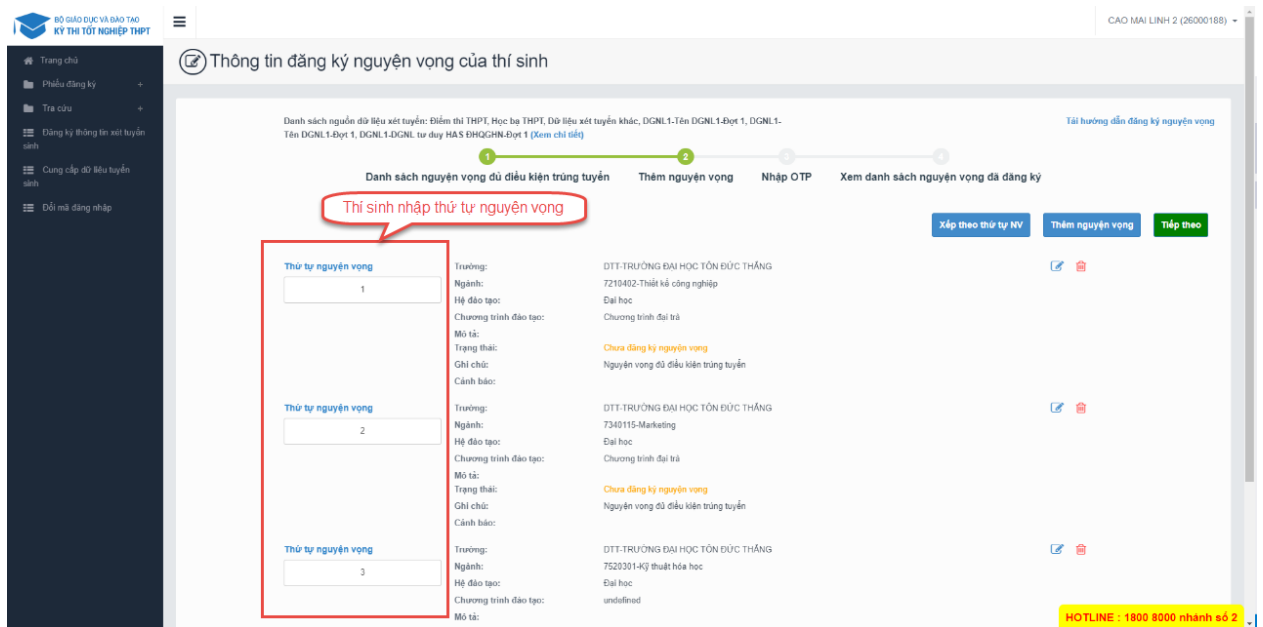 BỘ GIÁO DỤC VÀ ĐÀO TẠO
KỲ THI TỐT NGHIỆP THPT
CAO MAI LINH 2 (26000188)
Trang chủ
Phiếu đăng ký +
Tra cứu +
Đăng ký thông tin xét tuyển
sinh
Cung cấp dữ liệu tuyển
sinh
Đổi mã đăng nhập
Thông tin đăng ký nguyện vọng của thí sinh
Danh sách nguồn dữ liệu xét tuyển: Điểm thi THPT, Học bạ THPT, Dữ liệu xét tuyển khác, DGNL1-Tên DGNL1-Đợt 1, DGNL1-
Tên DGNL1-Đợt 1, DGNL1-DGNL tư duy HAS ĐHQGHN-Đợt 1 (Xem chi tiết)
Tải hướng dẫn đăng ký nguyện vọng
1 2 3 4
Danh sách nguyện vọng đủ điều kiện trúng tuyển Thêm nguyện vọng Nhập OTP Xem danh sách nguyện vọng đã đăng ký
Thí sinh nhập thứ tự nguyện vọng
Xếp theo thứ tự NV Thêm nguyện vọng Tiếp theo
Thứ tự nguyện vọng
1
Trường: DTT-TRƯỜNG ĐẠI HỌC TÔN ĐỨC THẮNG
Ngành: 7210402-Thiết kế công nghiệp
Hệ đào tạo: Đại học
Chương trình đào tạo: Chương trình đại trà
Mô tả:
Trạng thái: Chưa đăng ký nguyện vọng
Ghi chú: Nguyện vọng đủ điều kiện trúng tuyển
Cảnh báo:
Thứ tự nguyện vọng
2
Trường: DTT-TRƯỜNG ĐẠI HỌC TÔN ĐỨC THẮNG
Ngành: 7340115-Marketing
Hệ đào tạo: Đại học
Chương trình đào tạo: Chương trình đại trà
Mô tả:
Trạng thái: Chưa đăng ký nguyện vọng
Ghi chú: Nguyện vọng đủ điều kiện trúng tuyển
Cảnh báo:
Thứ tự nguyện vọng
3
Trường: DTT-TRƯỜNG ĐẠI HỌC TÔN ĐỨC THẮNG
Ngành: 7520301-Kỹ thuật hóa học
Hệ đào tạo: Đại học
Chương trình đào tạo: undefined
Mô tả:
HOTLINE : 1800 8000 nhánh số 2